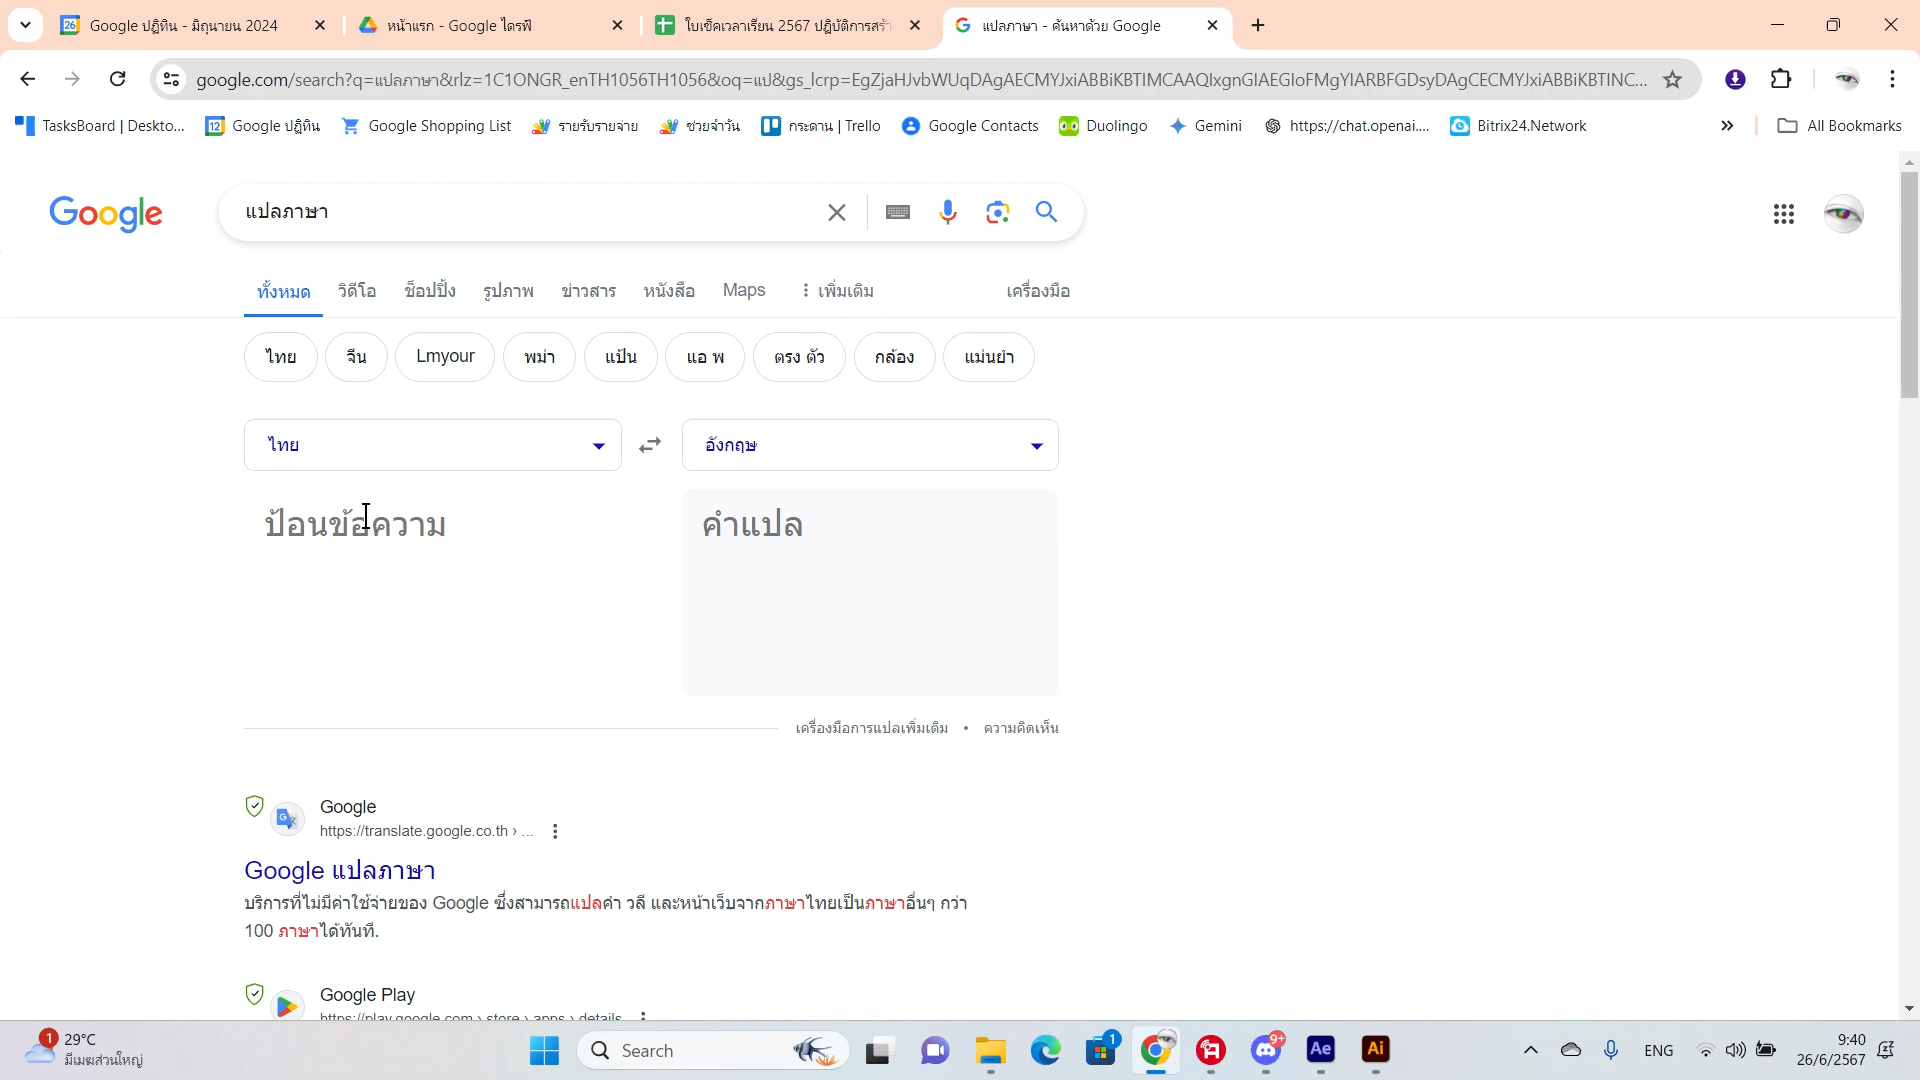 26 Google ปฏิทิน - มิถุนายน 2024
หน้าแรก - Google ไดรฟ์
ใบเช็คเวลาเรียน 2567 ปฏิบัติการสร้า
แปลภาษา - ค้นหาด้วย Google
google.com/search?q=แปลภาษา&rlz=1C1ONGR_enTH1056TH1056&oq=แป&gs_lcrp=EgZjaHJvbWUqDAgAECMYJxiABBiKBTIMCAAQIxgnGIAEGIoFMgYIARBFGDsyDAgCECMYJxiABBiKBTINC...
TasksBoard | Deskto...
12 Google ปฏิทิน
Google Shopping List
รายรับรายจ่าย
ช่วยจำวัน
กระดาน | Trello
Google Contacts
Duolingo
Gemini
https://chat.openai....
Bitrix24.Network
All Bookmarks
Google
แปลภาษา
ทั้งหมด วิดีโอ ช็อปปิ้ง รูปภาพ ข่าวสาร หนังสือ Maps เพิ่มเติม เครื่องมือ
ไทย จีน Lmyour พม่า แป้น แอ พ ตรง ตัว กล้อง แม่นยํา
ไทย
อังกฤษ
ป้อนข้อความ
คำแปล
เครื่องมือการแปลเพิ่มเติม • ความคิดเห็น
Google
https://translate.google.co.th › ...
Google แปลภาษา
บริการที่ไม่มีค่าใช้จ่ายของ Google ซึ่งสามารถแปลคำ วลี และหน้าเว็บจากภาษาไทยเป็นภาษาอื่นๆ กว่า
100 ภาษาได้ทันที.
Google Play
https://play.google.com › store › apps › details
1
29°C
มีเมฆส่วนใหญ่
Search
1
9+
Ae
Ai
ENG
9:40
26/6/2567